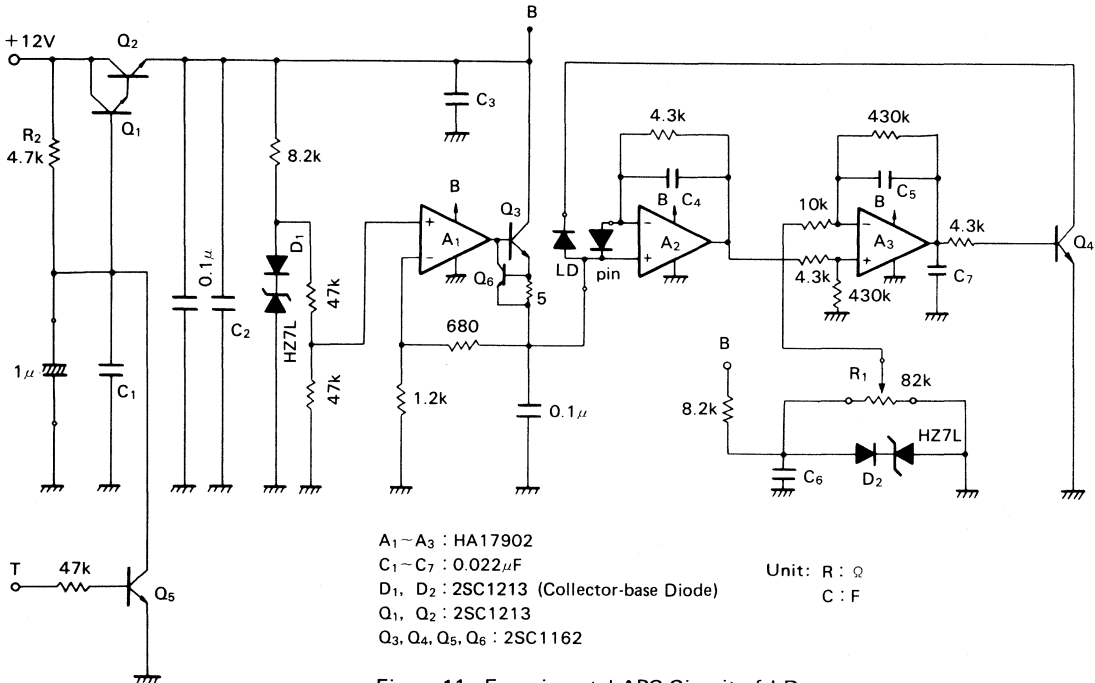 B
+12V
Q2
Q1
R2
4.7k
C3
8.2k
4.3k
430k
B
C4
C5
10k
B
B
Q3
+
A1
−
D1
0.1μ
C2
HZ7L
47k
47k
Q6
5
LD
pin
−
A2
+
−
A3
+
4.3k
Q4
4.3k
430k
C7
680
1μ
C1
1.2k
0.1μ
B
8.2k
R1
82k
HZ7L
C6
D2
A1~A3 : HA17902
C1~C7 : 0.022μF
D1, D2 : 2SC1213 (Collector-base Diode)
Q1, Q2 : 2SC1213
Q3, Q4, Q5, Q6 : 2SC1162
Unit: R : Ω
C : F
T
47k
Q5